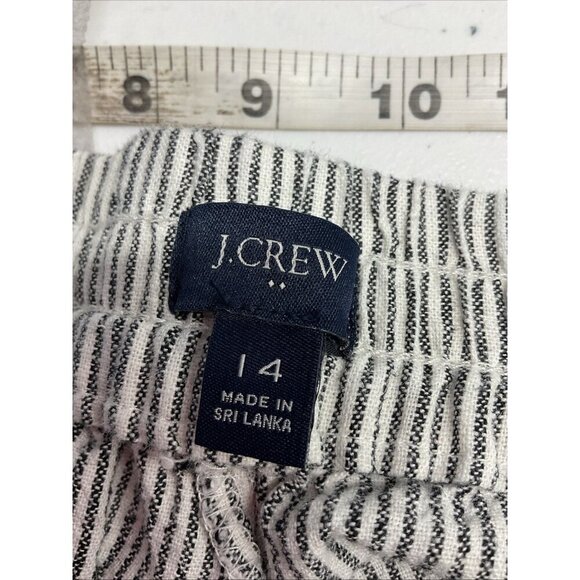 8 9 10
J.CREW
14
MADE IN
SRI LANKA